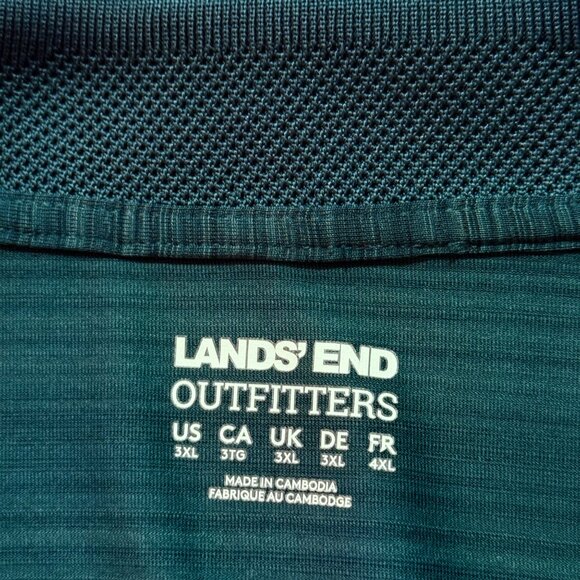 LANDS' END
OUTFITTERS
US CA UK DE FR
3XL 3TG 3XL 3XL 4XL
MADE IN CAMBODIA
FABRIQUE AU CAMBODGE